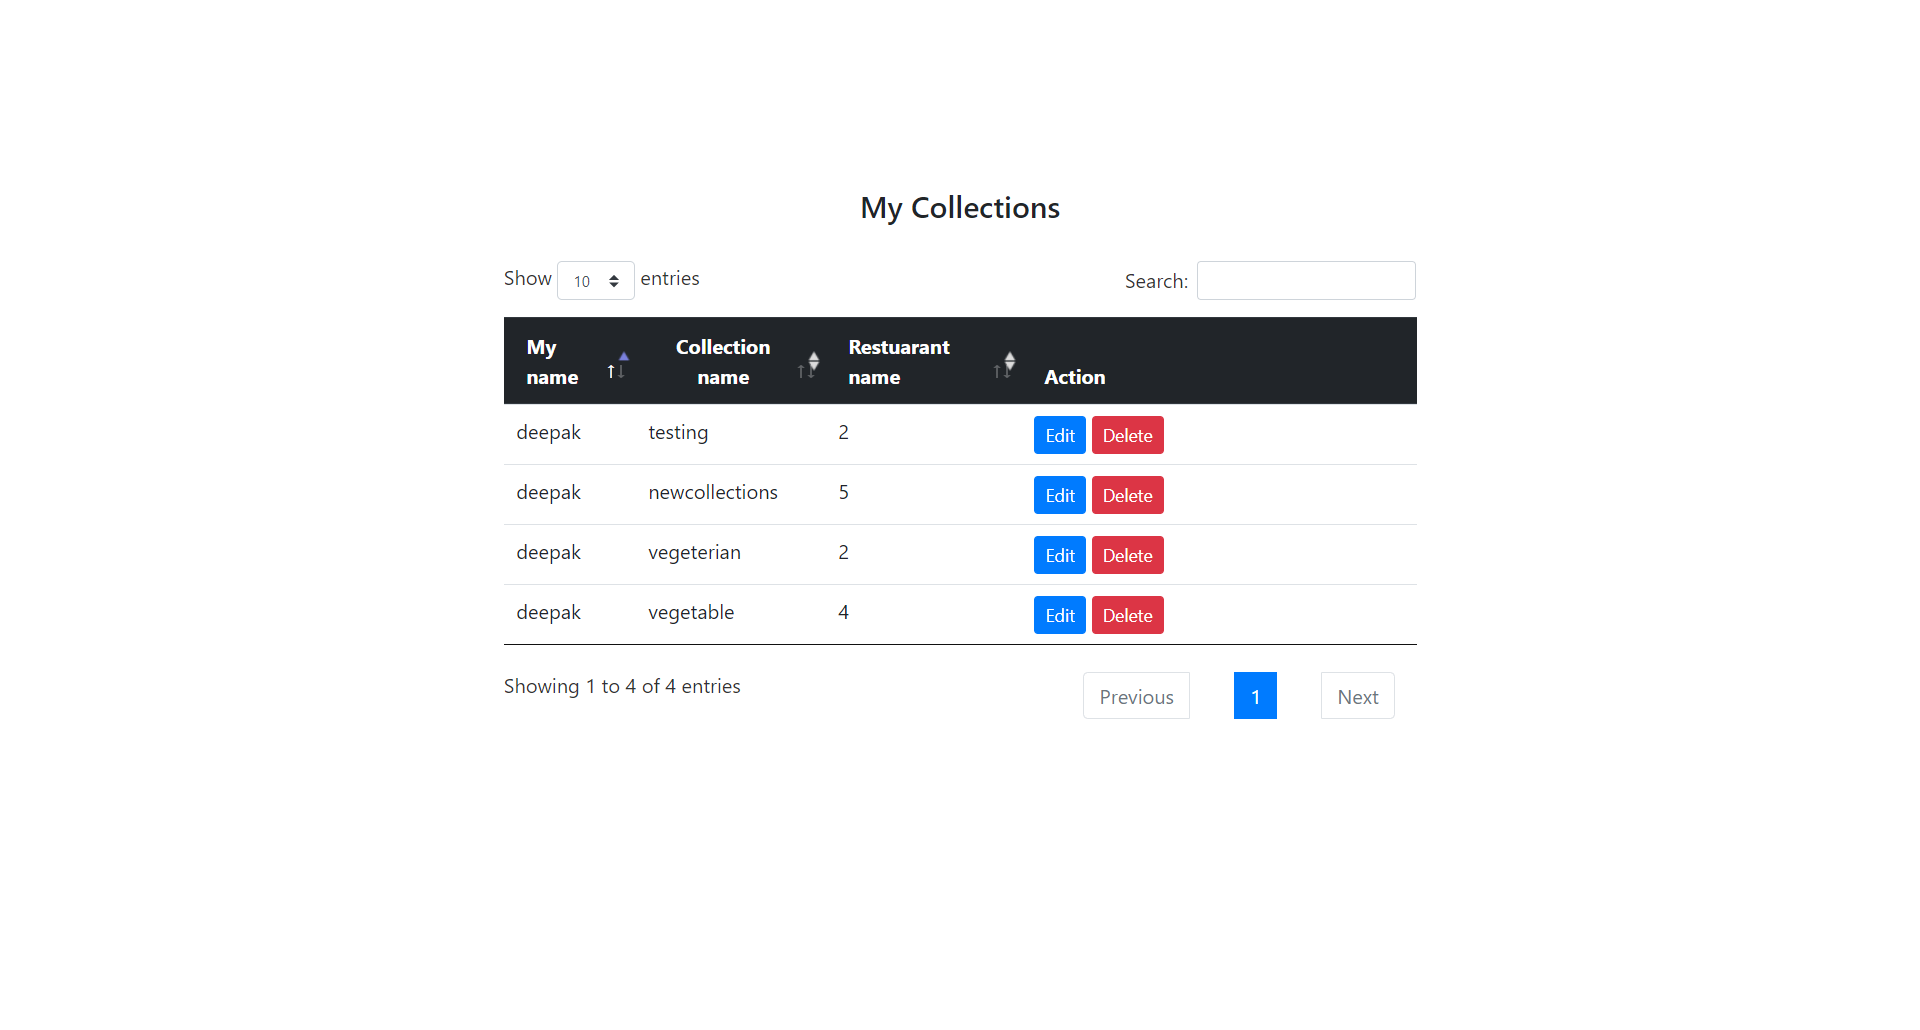 My Collections
Show 10 entries
Search:
My name Collection name Restuarant name Action
deepak testing 2 Edit Delete
deepak newcollections 5 Edit Delete
deepak vegeterian 2 Edit Delete
deepak vegetable 4 Edit Delete
Showing 1 to 4 of 4 entries
Previous 1 Next